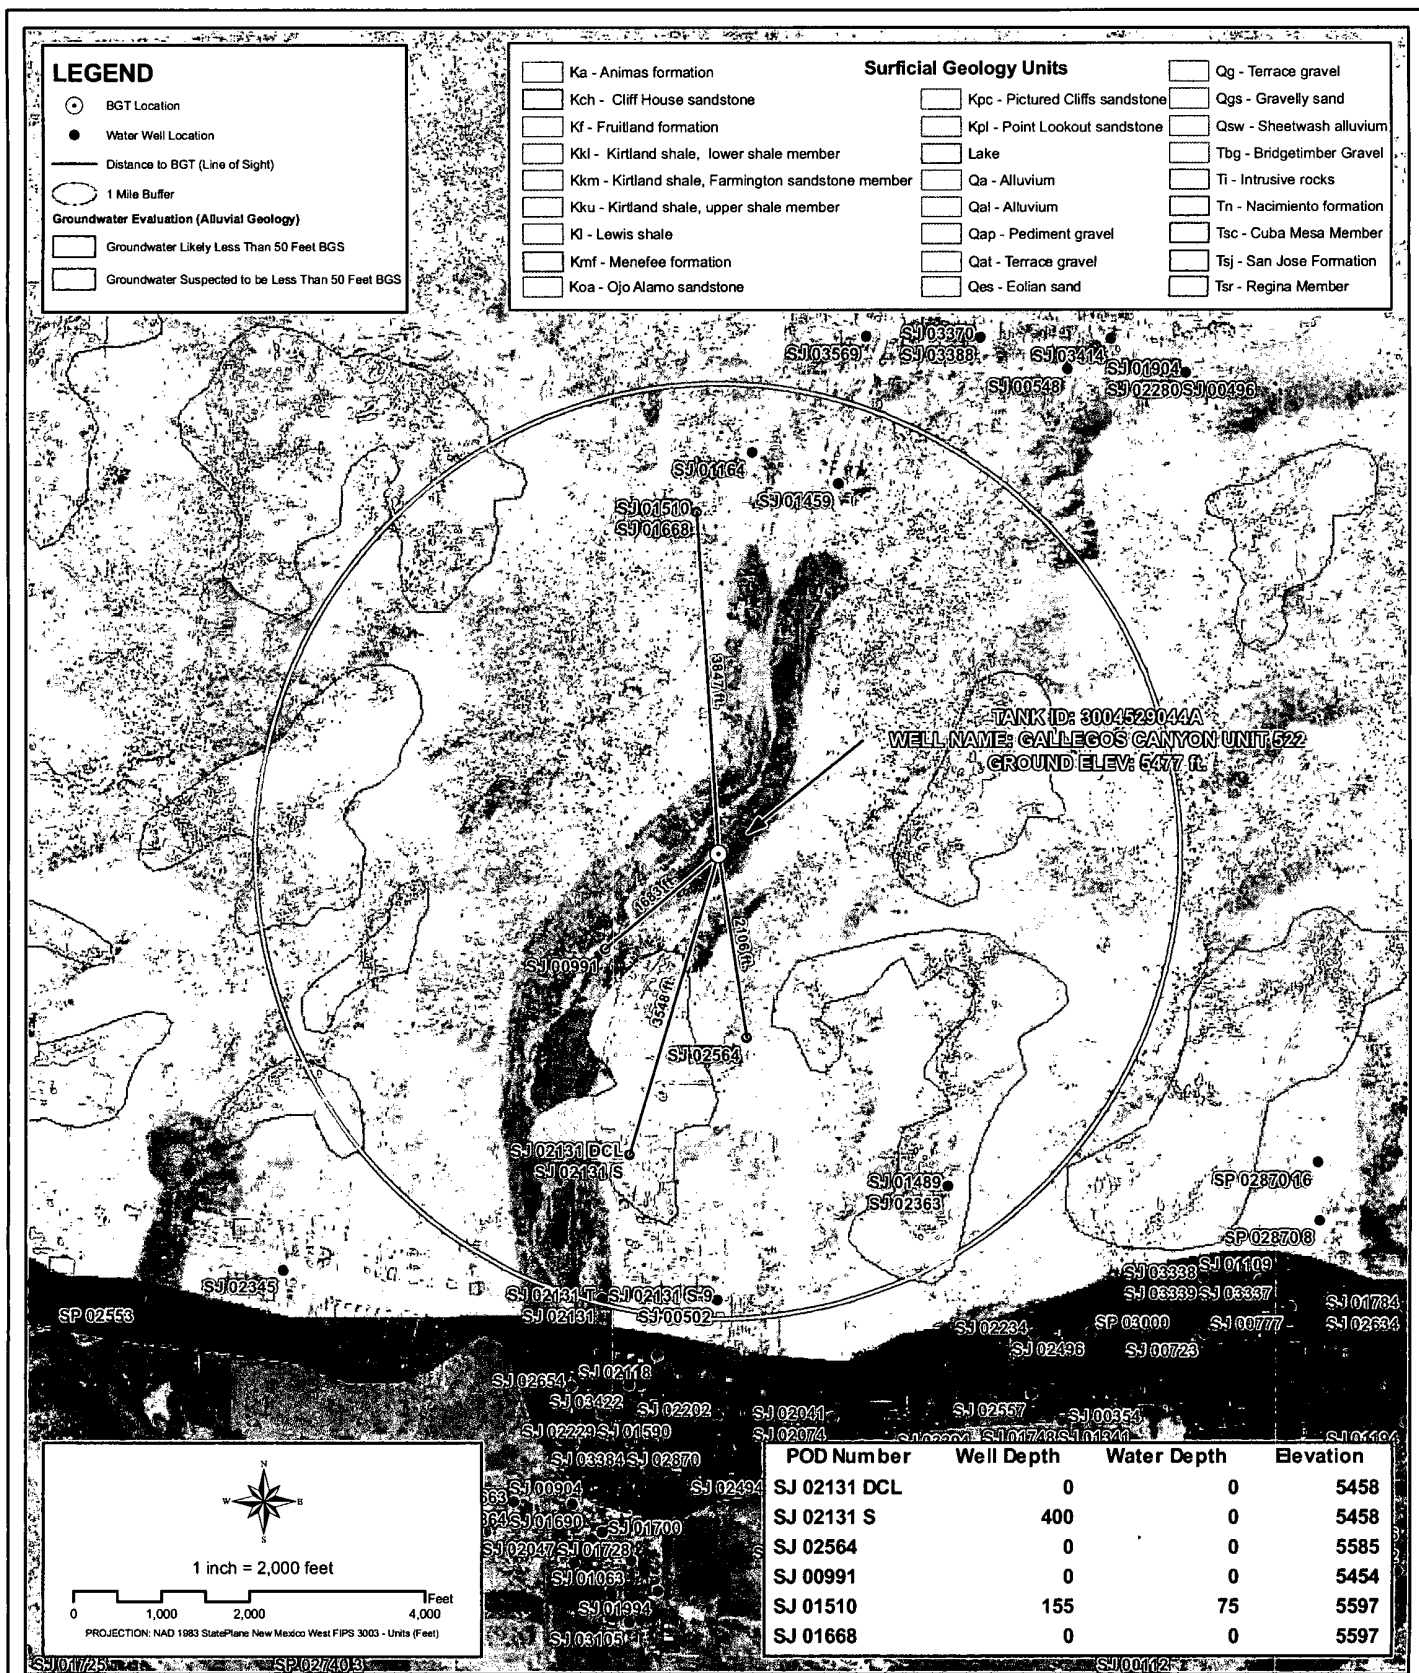 LEGEND
BGT Location
Water Well Location
Distance to BGT (Line of Sight)
1 Mile Buffer
Groundwater Evaluation (Alluvial Geology)
Groundwater Likely Less Than 50 Feet BGS
Groundwater Suspected to be Less Than 50 Feet BGS
Surficial Geology Units
Ka - Animas formation
Kch - Cliff House sandstone
Kf - Fruitland formation
Kkl - Kirtland shale, lower shale member
Kkm - Kirtland shale, Farmington sandstone member
Kku - Kirtland shale, upper shale member
Kl - Lewis shale
Kmf - Menefee formation
Koa - Ojo Alamo sandstone
Kpc - Pictured Cliffs sandstone
Kpl - Point Lookout sandstone
Lake
Qa - Alluvium
Qal - Alluvium
Qap - Pediment gravel
Qat - Terrace gravel
Qes - Eolian sand
Qg - Terrace gravel
Qgs - Gravelly sand
Qsw - Sheetwash alluvium
Tbg - Bridgetimber Gravel
Ti - Intrusive rocks
Tn - Nacimiento formation
Tsc - Cuba Mesa Member
Tsj - San Jose Formation
Tsr - Regina Member
SJ 03569
SJ 03370
SJ 03388
SJ 03414
SJ 00548
SJ 01904
SJ 02280 SJ 00496
SJ 01164
SJ 01459
SJ 01510
SJ 01668
3847 ft.
TANK ID: 3004529044A
WELL NAME: GALLEGOS CANYON UNIT 522
GROUND ELEV: 5477 ft.
1683 ft.
2106 ft.
SJ 00991
3548 ft.
SJ 02564
SJ 02131 DCL
SJ 02131 S
SJ 01489
SJ 02363
SP 02870 16
SP 02870 8
SJ 02345
SP 02553
SJ 02131 T
SJ 02131 S-9
SJ 02131
SJ 00502
SJ 03338
SJ 01109
SJ 03339
SJ 03337
SJ 01784
SJ 02234
SP 03000
SJ 00777
SJ 02634
SJ 02496
SJ 00723
SJ 02118
SJ 02654
SJ 03422
SJ 02202
SJ 02041
SJ 02557
SJ 00354
SJ 02229
SJ 01590
SJ 02074
SJ 01748
SJ 01341
SJ 01194
SJ 03384
SJ 02870
SJ 02494
SJ 00904
SJ 01690
SJ 01700
SJ 02047
SJ 01728
SJ 01063
SJ 01994
SJ 03105
SJ 01725
SP 02740 3
SJ 00112
N
W E
S
1 inch = 2,000 feet
Feet
0 1,000 2,000 4,000
PROJECTION: NAD 1983 StatePlane New Mexico West FIPS 3003 - Units (Feet)
POD Number Well Depth Water Depth Elevation
SJ 02131 DCL 0 0 5458
SJ 02131 S 400 0 5458
SJ 02564 0 0 5585
SJ 00991 0 0 5454
SJ 01510 155 75 5597
SJ 01668 0 0 5597